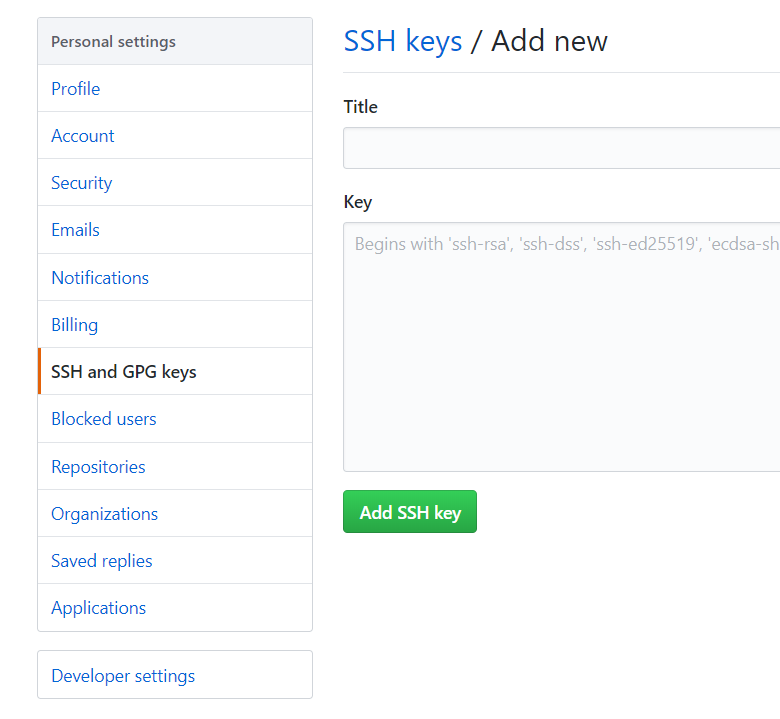 Personal settings
Profile
Account
Security
Emails
Notifications
Billing
SSH and GPG keys
Blocked users
Repositories
Organizations
Saved replies
Applications
Developer settings
SSH keys / Add new
Title
Key
Begins with 'ssh-rsa', 'ssh-dss', 'ssh-ed25519', 'ecdsa-sh
Add SSH key